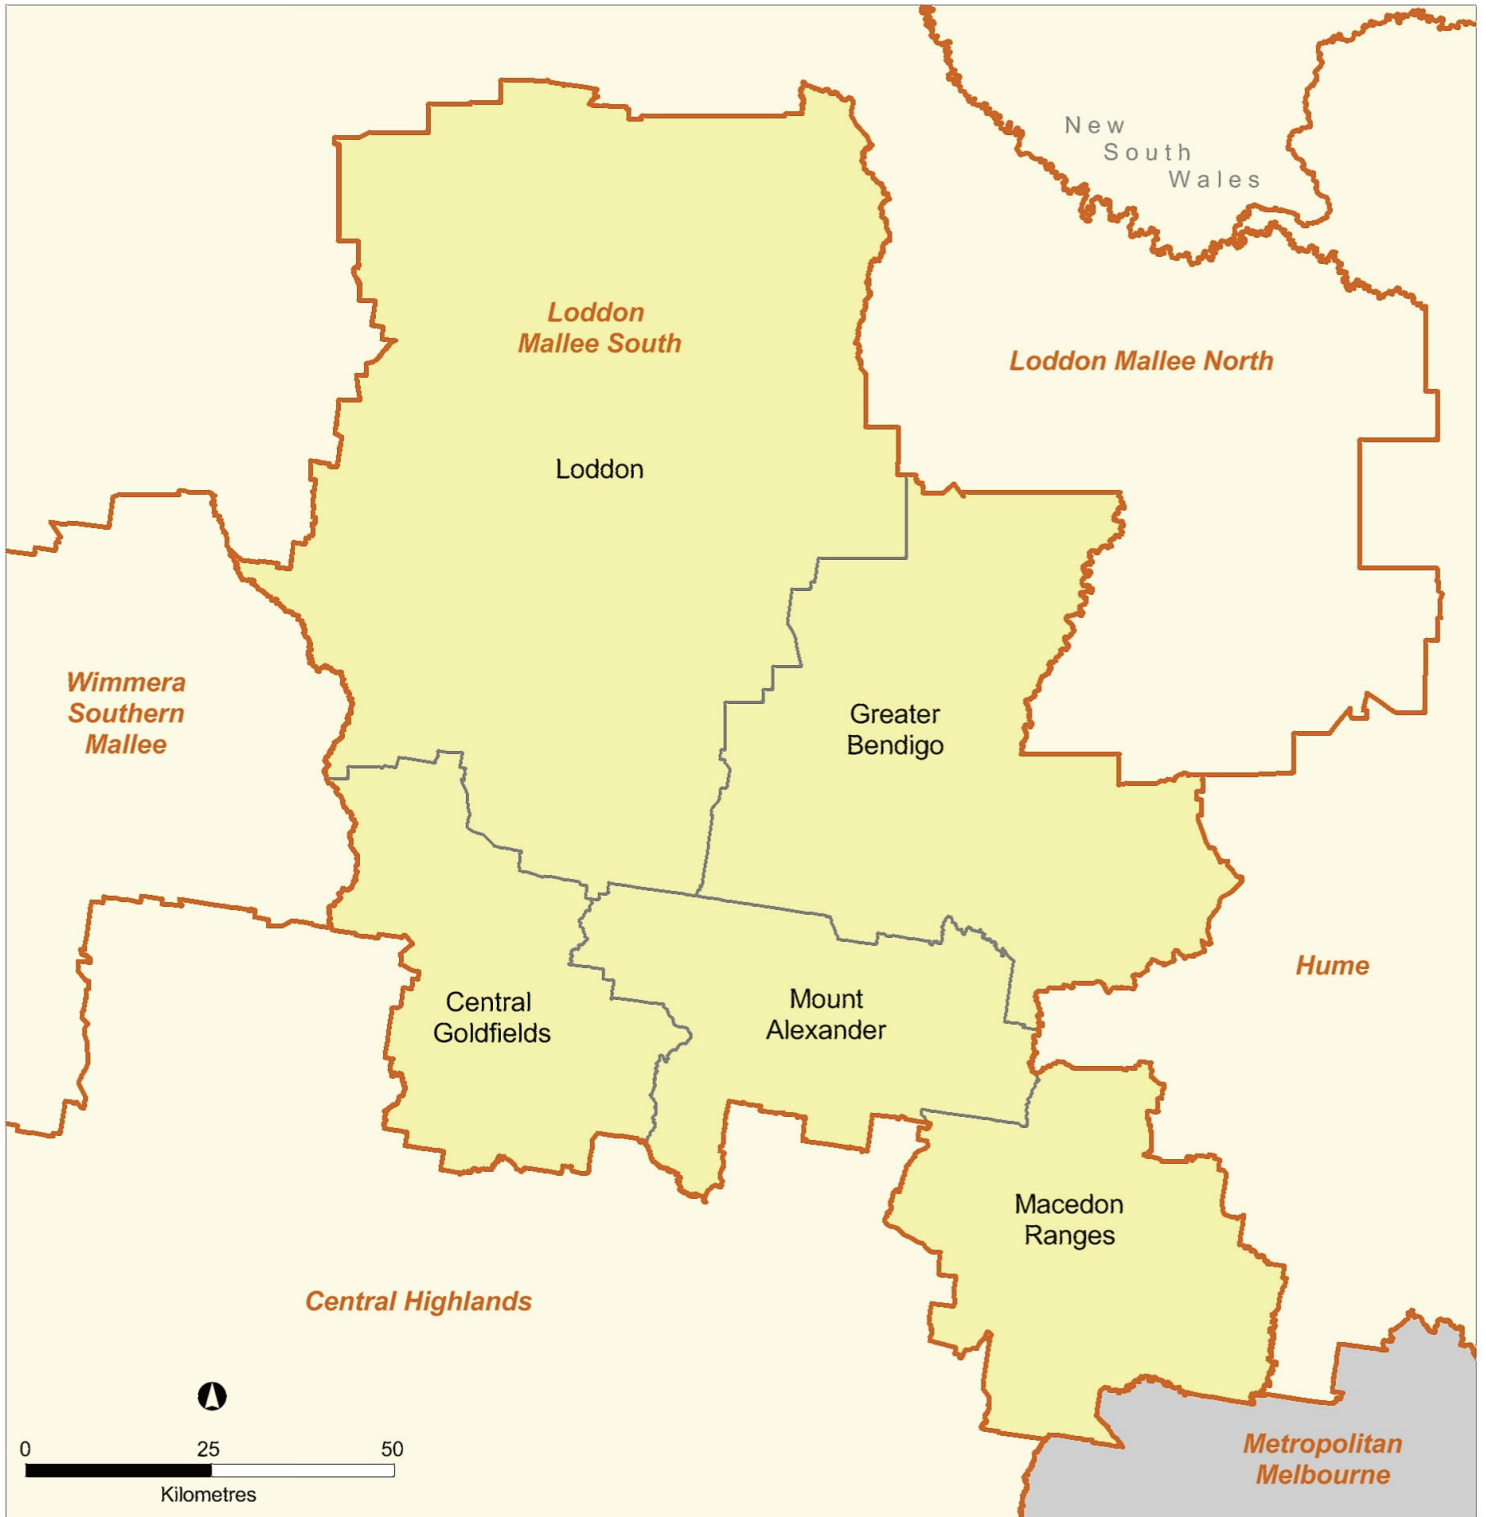 New
South
Wales
Loddon
Mallee South
Loddon Mallee North
Loddon
Wimmera
Southern
Mallee
Greater
Bendigo
Hume
Central
Goldfields
Mount
Alexander
Macedon
Ranges
Central Highlands
0 25 50
Kilometres
Metropolitan
Melbourne